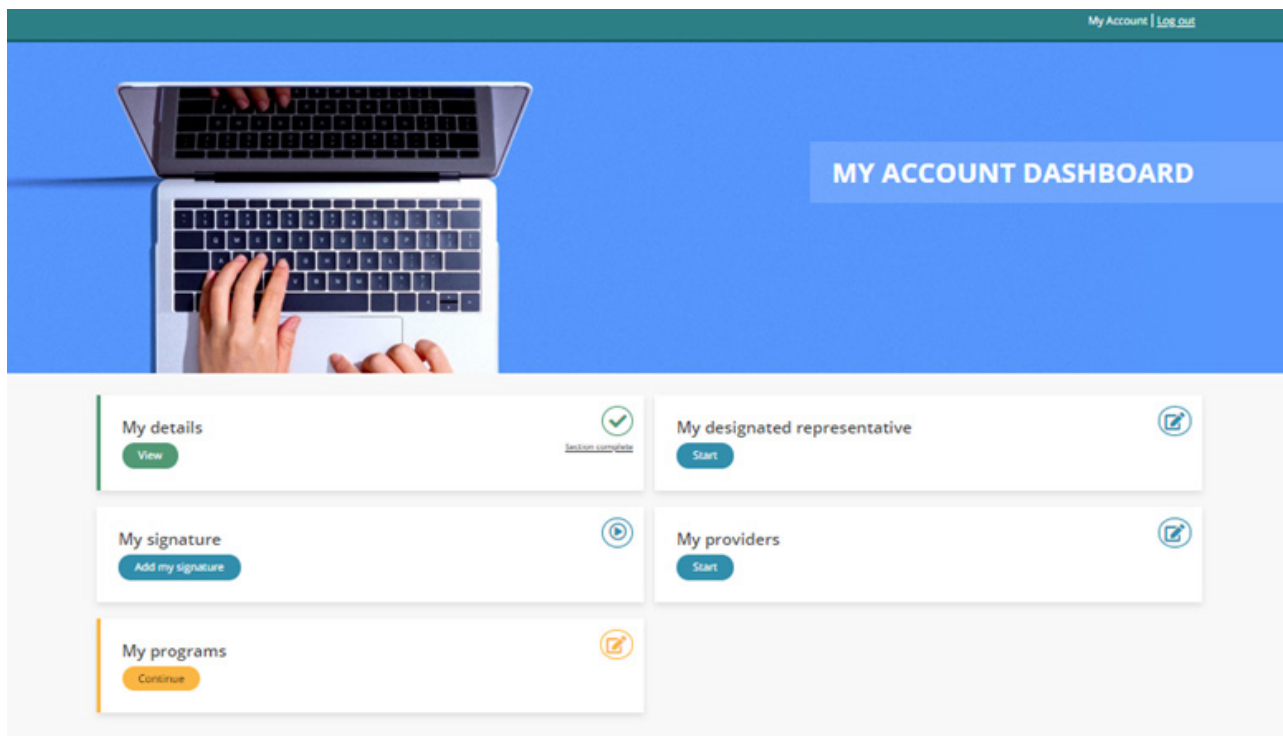 My Account | Log out
MY ACCOUNT DASHBOARD
My details
View
Section complete
My designated representative
Start
My signature
Add my signature
My providers
Start
My programs
Continue